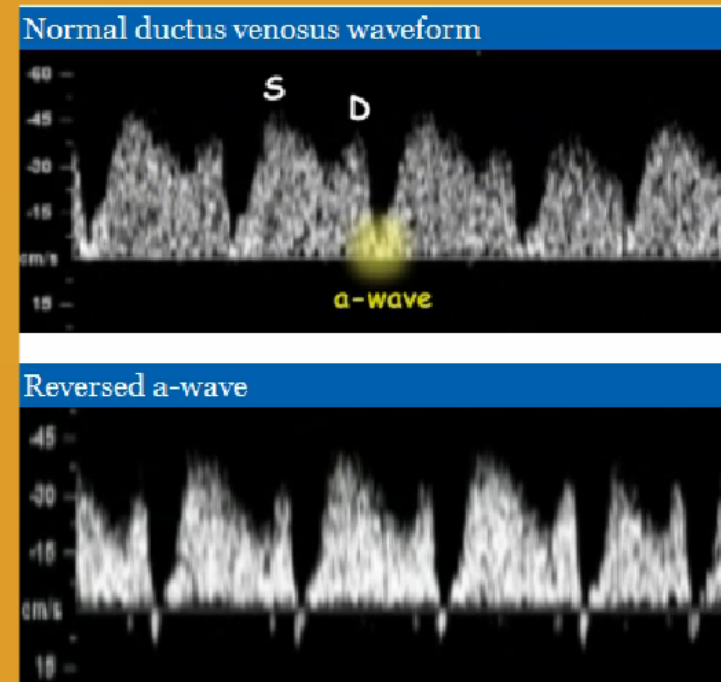 Normal ductus venosus waveform
-60
S
D
-45
-30
-15
cm/s
15
a-wave
Reversed a-wave
-45
-30
-15
cm/s
15